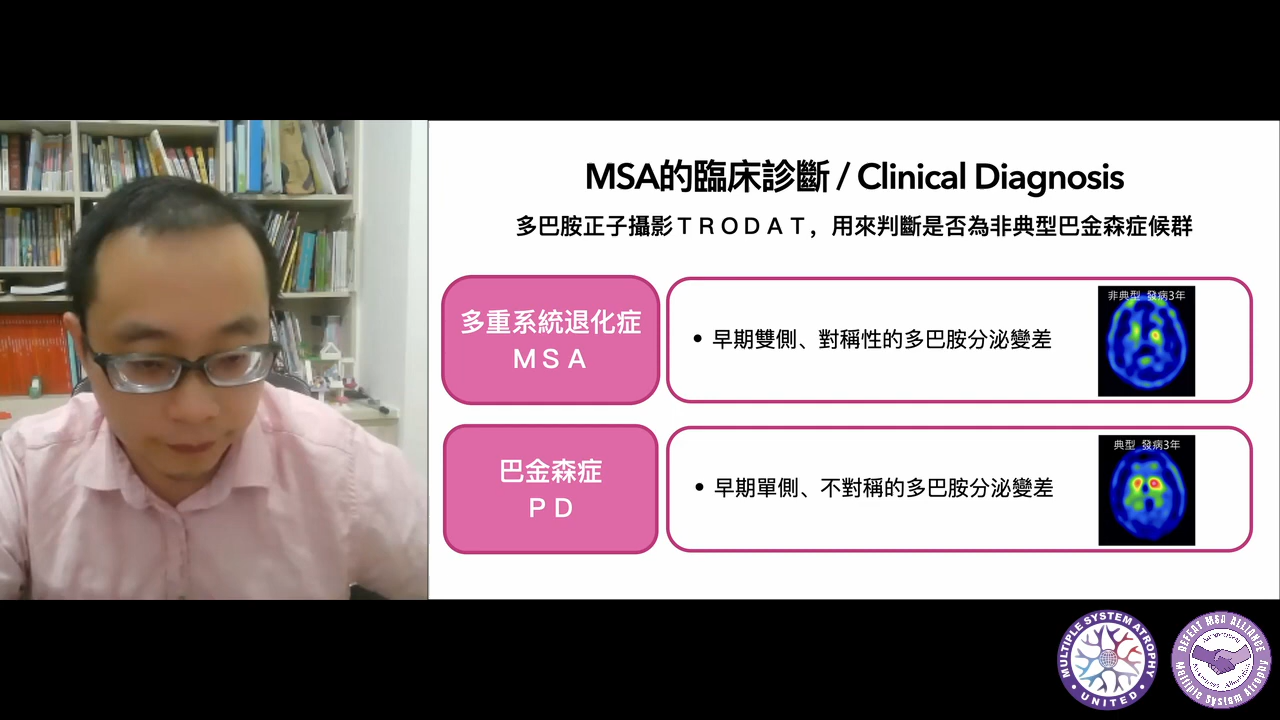 MSA的臨床診斷 / Clinical Diagnosis
多巴胺正子攝影ＴＲＯＤＡＴ，用來判斷是否為非典型巴金森症候群
多重系統退化症
ＭＳＡ
• 早期雙側、對稱性的多巴胺分泌變差
非典型 發病3年
巴金森症
ＰＤ
• 早期單側、不對稱的多巴胺分泌變差
典型 發病3年
MULTIPLE SYSTEM ATROPHY
• UNITED •
DEFEAT MSA ALLIANCE
Multiple System Atrophy